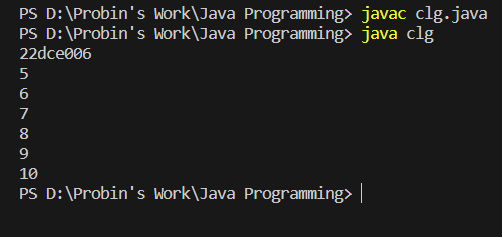 PS D:\Probin's Work\Java Programming> javac clg.java
PS D:\Probin's Work\Java Programming> java clg
22dce006
5
6
7
8
9
10
PS D:\Probin's Work\Java Programming>